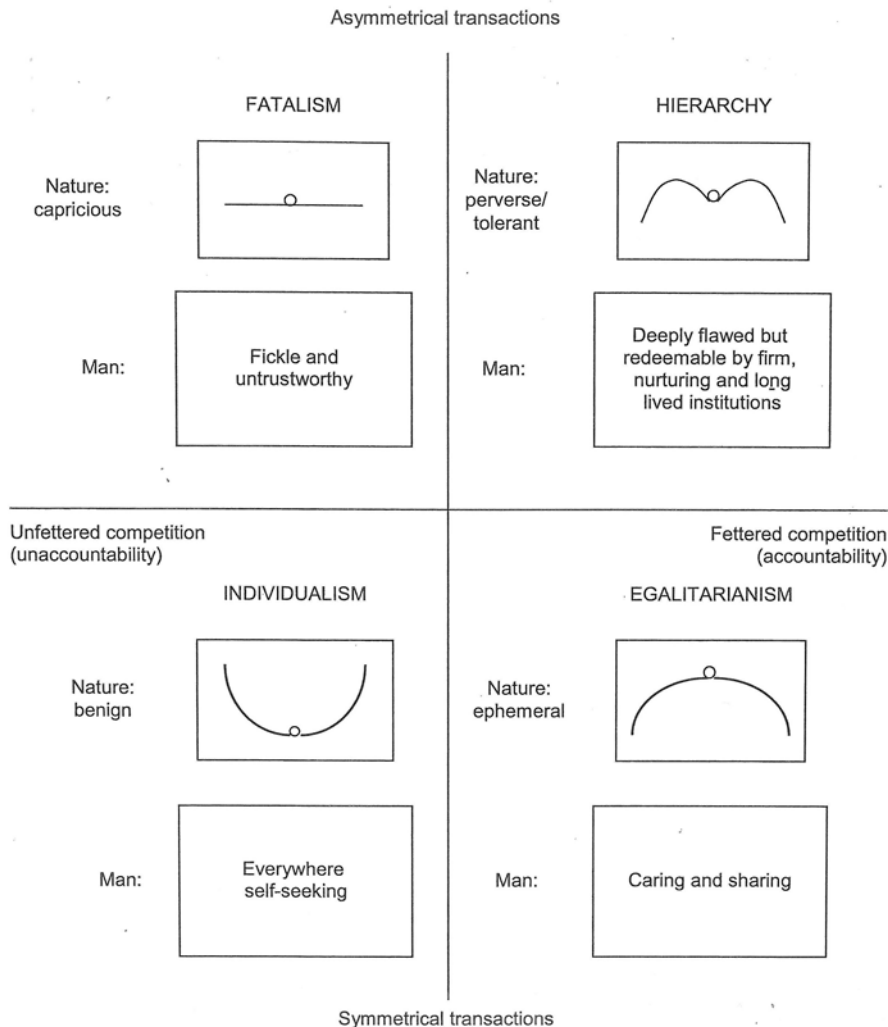 Asymmetrical transactions
FATALISM
Nature:
capricious
Man:
Fickle and
untrustworthy
HIERARCHY
Nature:
perverse/
tolerant
Man:
Deeply flawed but
redeemable by firm,
nurturing and long
lived institutions
Unfettered competition
(unaccountability)
Fettered competition
(accountability)
INDIVIDUALISM
Nature:
benign
Man:
Everywhere
self-seeking
EGALITARIANISM
Nature:
ephemeral
Man:
Caring and sharing
Symmetrical transactions